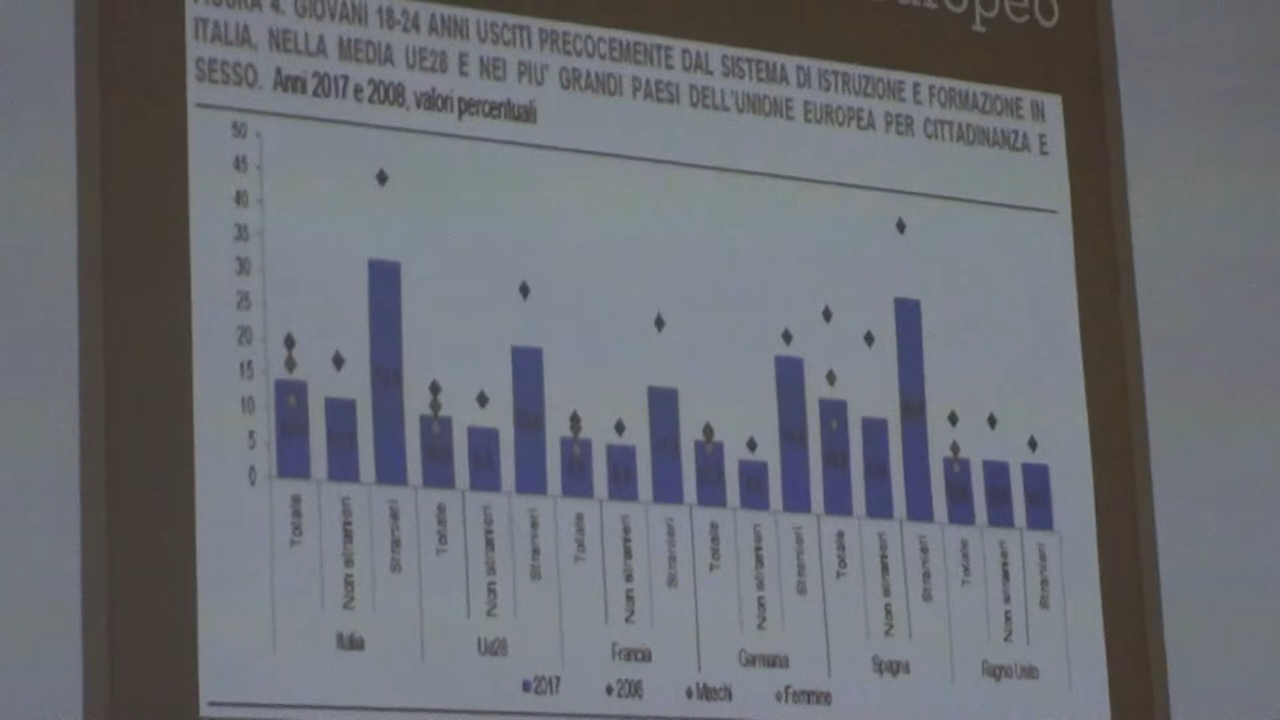 europeo
FIGURA 4. GIOVANI 18-24 ANNI USCITI PRECOCEMENTE DAL SISTEMA DI ISTRUZIONE E FORMAZIONE IN
ITALIA, NELLA MEDIA UE28 E NEI PIU' GRANDI PAESI DELL'UNIONE EUROPEA PER CITTADINANZA E
SESSO. Anni 2017 e 2008, valori percentuali
50
45
40
35
30
25
20
15
10
5
0
Totale Non stranieri Stranieri Totale Non stranieri Stranieri Totale Non stranieri Stranieri Totale Non stranieri Stranieri Totale Non stranieri Stranieri Totale Non stranieri Stranieri
Italia Ue28 Francia Germania Spagna Regno Unito
2017 2008 Maschi Femmine